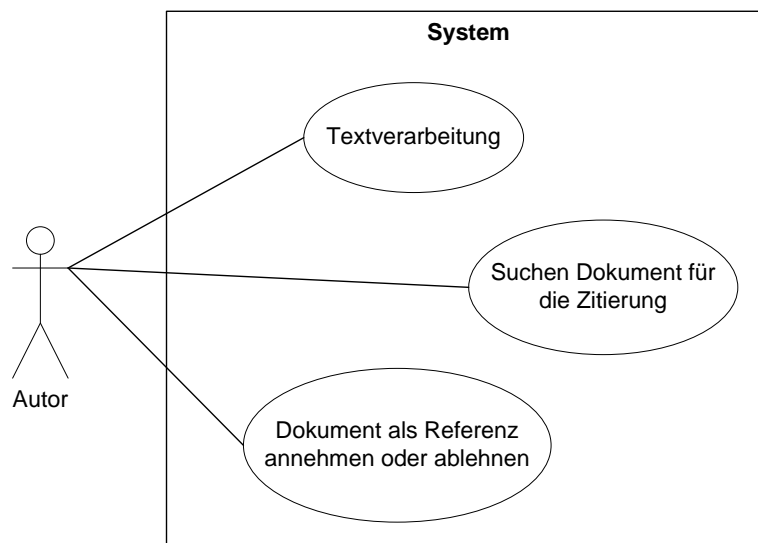 System
Textverarbeitung
Suchen Dokument für
die Zitierung
Autor
Dokument als Referenz
annehmen oder ablehnen